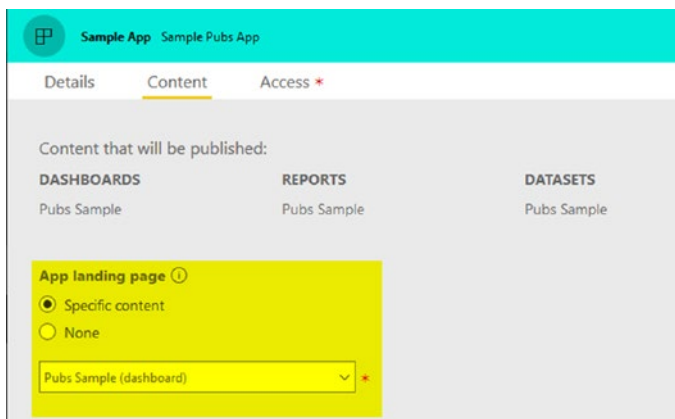 Sample App Sample Pubs App
Details Content Access *
Content that will be published:
DASHBOARDS REPORTS DATASETS
Pubs Sample Pubs Sample Pubs Sample
App landing page
Specific content
None
Pubs Sample (dashboard) *